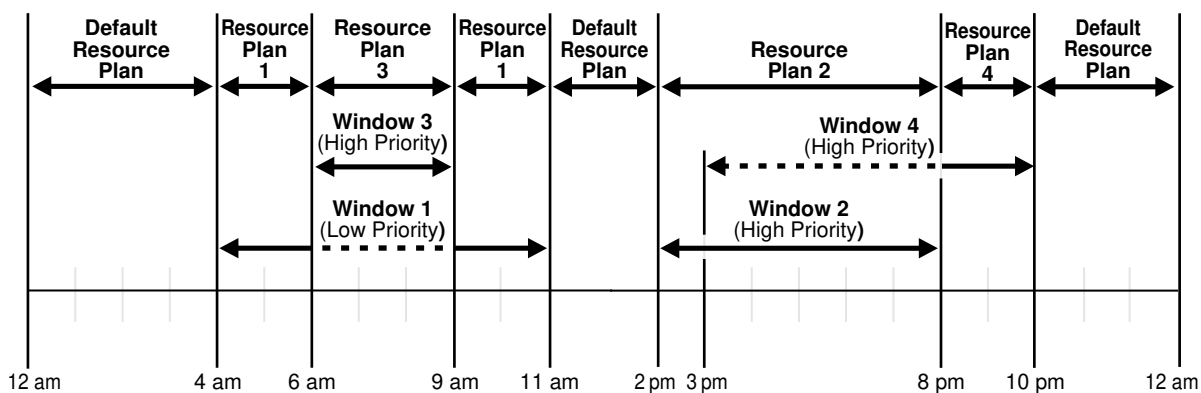 Default Resource Plan
Resource Plan 1
Resource Plan 3
Resource Plan 1
Default Resource Plan
Resource Plan 2
Resource Plan 4
Default Resource Plan
Window 3
(High Priority)
Window 4
(High Priority)
Window 1
(Low Priority)
Window 2
(High Priority)
12 am
4 am
6 am
9 am
11 am
2 pm
3 pm
8 pm
10 pm
12 am